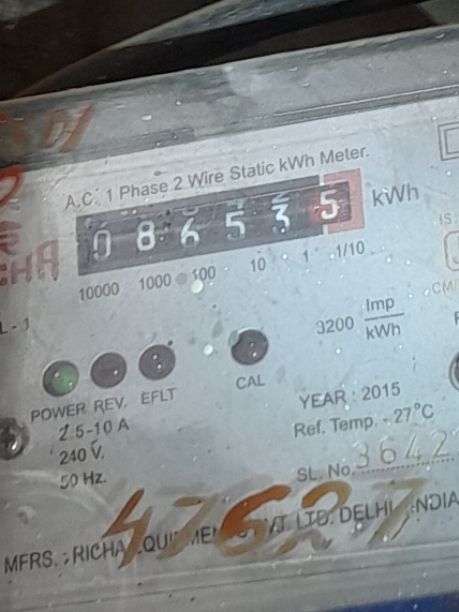 A.C. 1 Phase 2 Wire Static kWh Meter.
0 8 6 5 3 5 kWh
10000 1000 100 10 1 1/10
3200 Imp/kWh
POWER REV. EFLT CAL
2.5-10 A
240 V.
50 Hz.
YEAR : 2015
Ref. Temp. - 27°C
SL. No. 3642
47627
MFRS. : RICHA LTD. DELHI